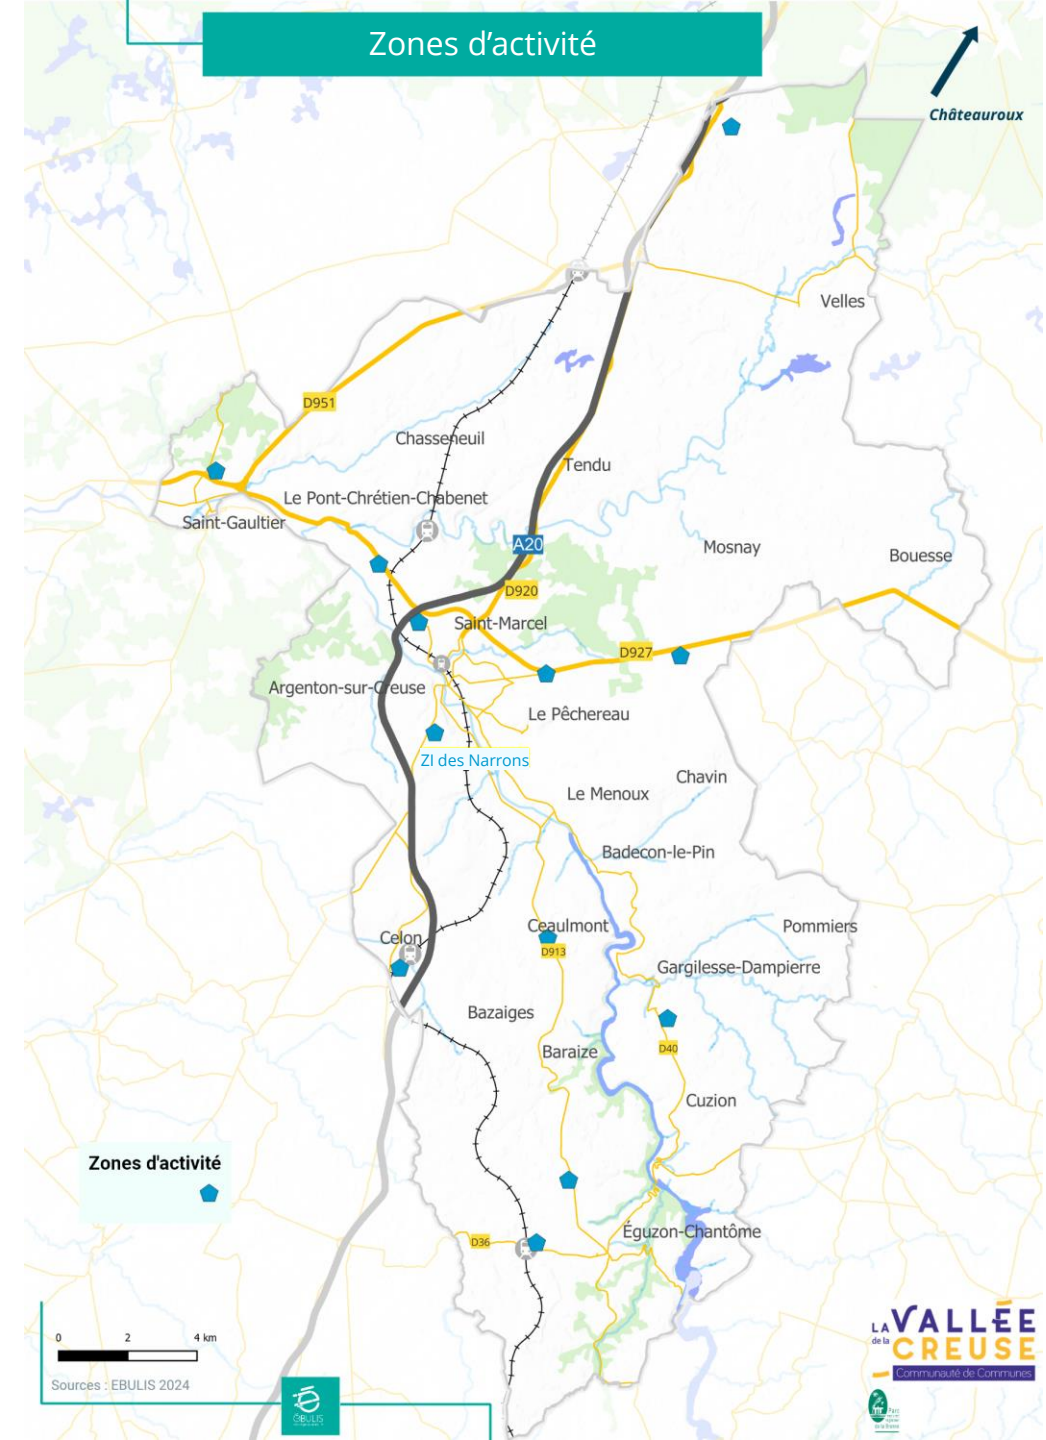 Zones d’activité
Châteauroux
Velles
D951
Chasseneuil
Tendu
Le Pont-Chrétien-Chabenet
Saint-Gaultier
A20
Mosnay
Bouesse
D920
Saint-Marcel
D927
Argenton-sur-Creuse
Le Pêchereau
ZI des Narrons
Chavin
Le Menoux
Badecon-le-Pin
Ceaulmont
Pommiers
Celon
D913
Gargilesse-Dampierre
Bazaiges
Baraize
D40
Cuzion
Zones d'activité
Éguzon-Chantôme
D36
0 2 4 km
Sources : EBULIS 2024
ÉBULIS
LA VALLÉE
de la CREUSE
Communauté de Communes
Parc